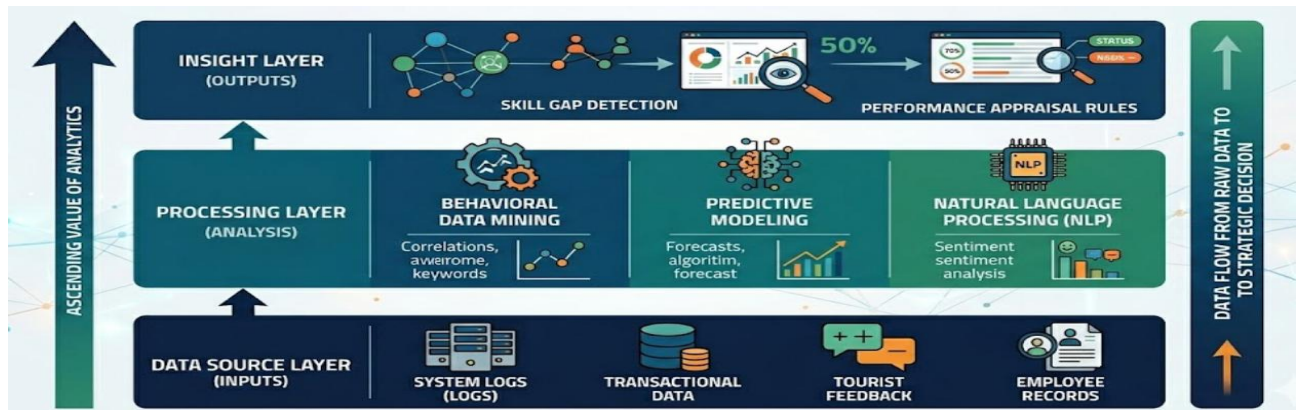 ASCENDING VALUE OF ANALYTICS
INSIGHT LAYER
(OUTPUTS)
SKILL GAP DETECTION
50%
70%
50%
STATUS
PERFORMANCE APPRAISAL RULES
PROCESSING LAYER
(ANALYSIS)
BEHAVIORAL
DATA MINING
Correlations,
keywords
PREDICTIVE
MODELING
Forecasts,
algoritim,
forecast
NLP
NATURAL LANGUAGE
PROCESSING (NLP)
Sentiment
sentiment
analysis
DATA SOURCE LAYER
(INPUTS)
SYSTEM LOGS
(LOGS)
TRANSACTIONAL
DATA
TOURIST
FEEDBACK
EMPLOYEE
RECORDS
DATA FLOW FROM RAW DATA TO
TO STRATEGIC DECISION